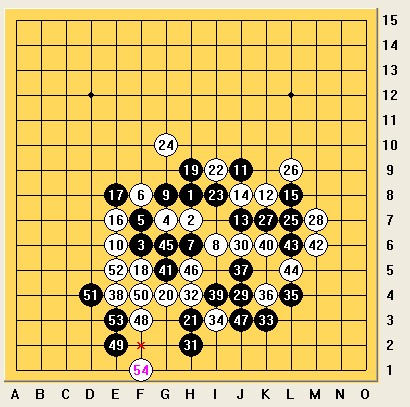 15
14
13
12
11
24 10
19 22 11 26 9
17 6 9 1 23 14 12 15 8
16 5 4 2 13 27 25 28 7
10 3 45 7 8 30 40 43 42 6
52 18 41 46 37 44 5
51 38 50 20 32 39 29 36 35 4
53 48 21 34 47 33 3
49 × 31 2
54 1
A B C D E F G H I J K L M N O